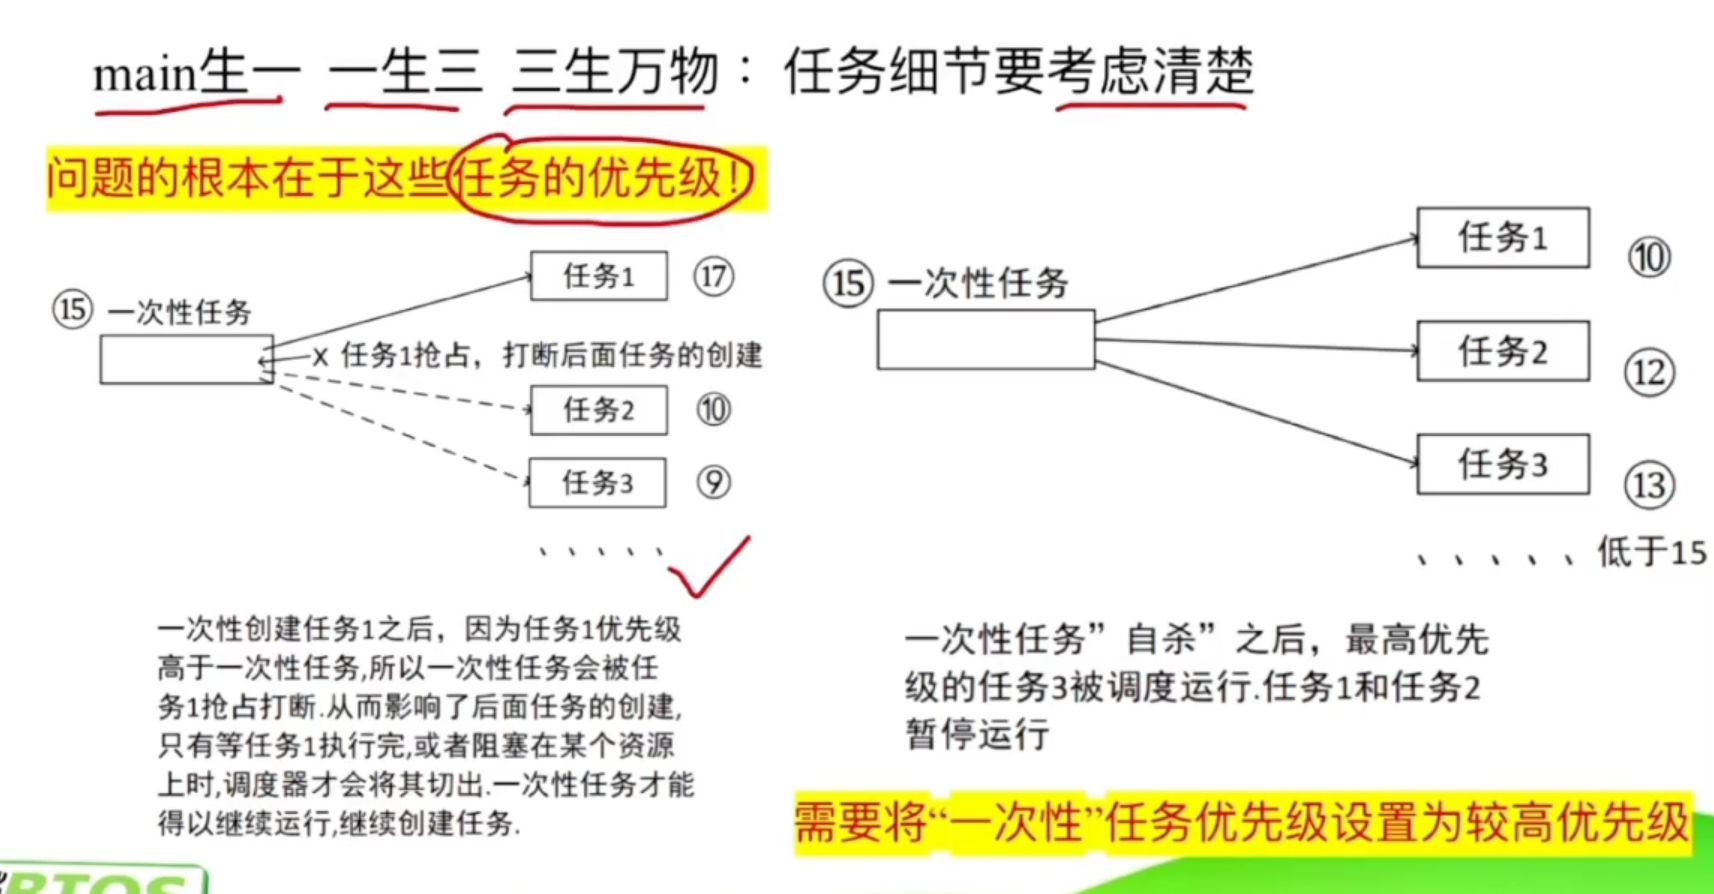 main生一 一生三 三生万物：任务细节要考虑清楚
问题的根本在于这些任务的优先级！
⑮ 一次性任务
任务1 ⑰
X 任务1抢占，打断后面任务的创建
任务2 ⑩
任务3 ⑨
、、、、、
一次性创建任务1之后，因为任务1优先级
高于一次性任务,所以一次性任务会被任
务1抢占打断.从而影响了后面任务的创建,
只有等任务1执行完,或者阻塞在某个资源
上时,调度器才会将其切出.一次性任务才能
得以继续运行,继续创建任务.
⑮ 一次性任务
任务1 ⑩
任务2 ⑫
任务3 ⑬
、、、、、低于15
一次性任务”自杀”之后，最高优先
级的任务3被调度运行.任务1和任务2
暂停运行
需要将“一次性”任务优先级设置为较高优先级
RTOS